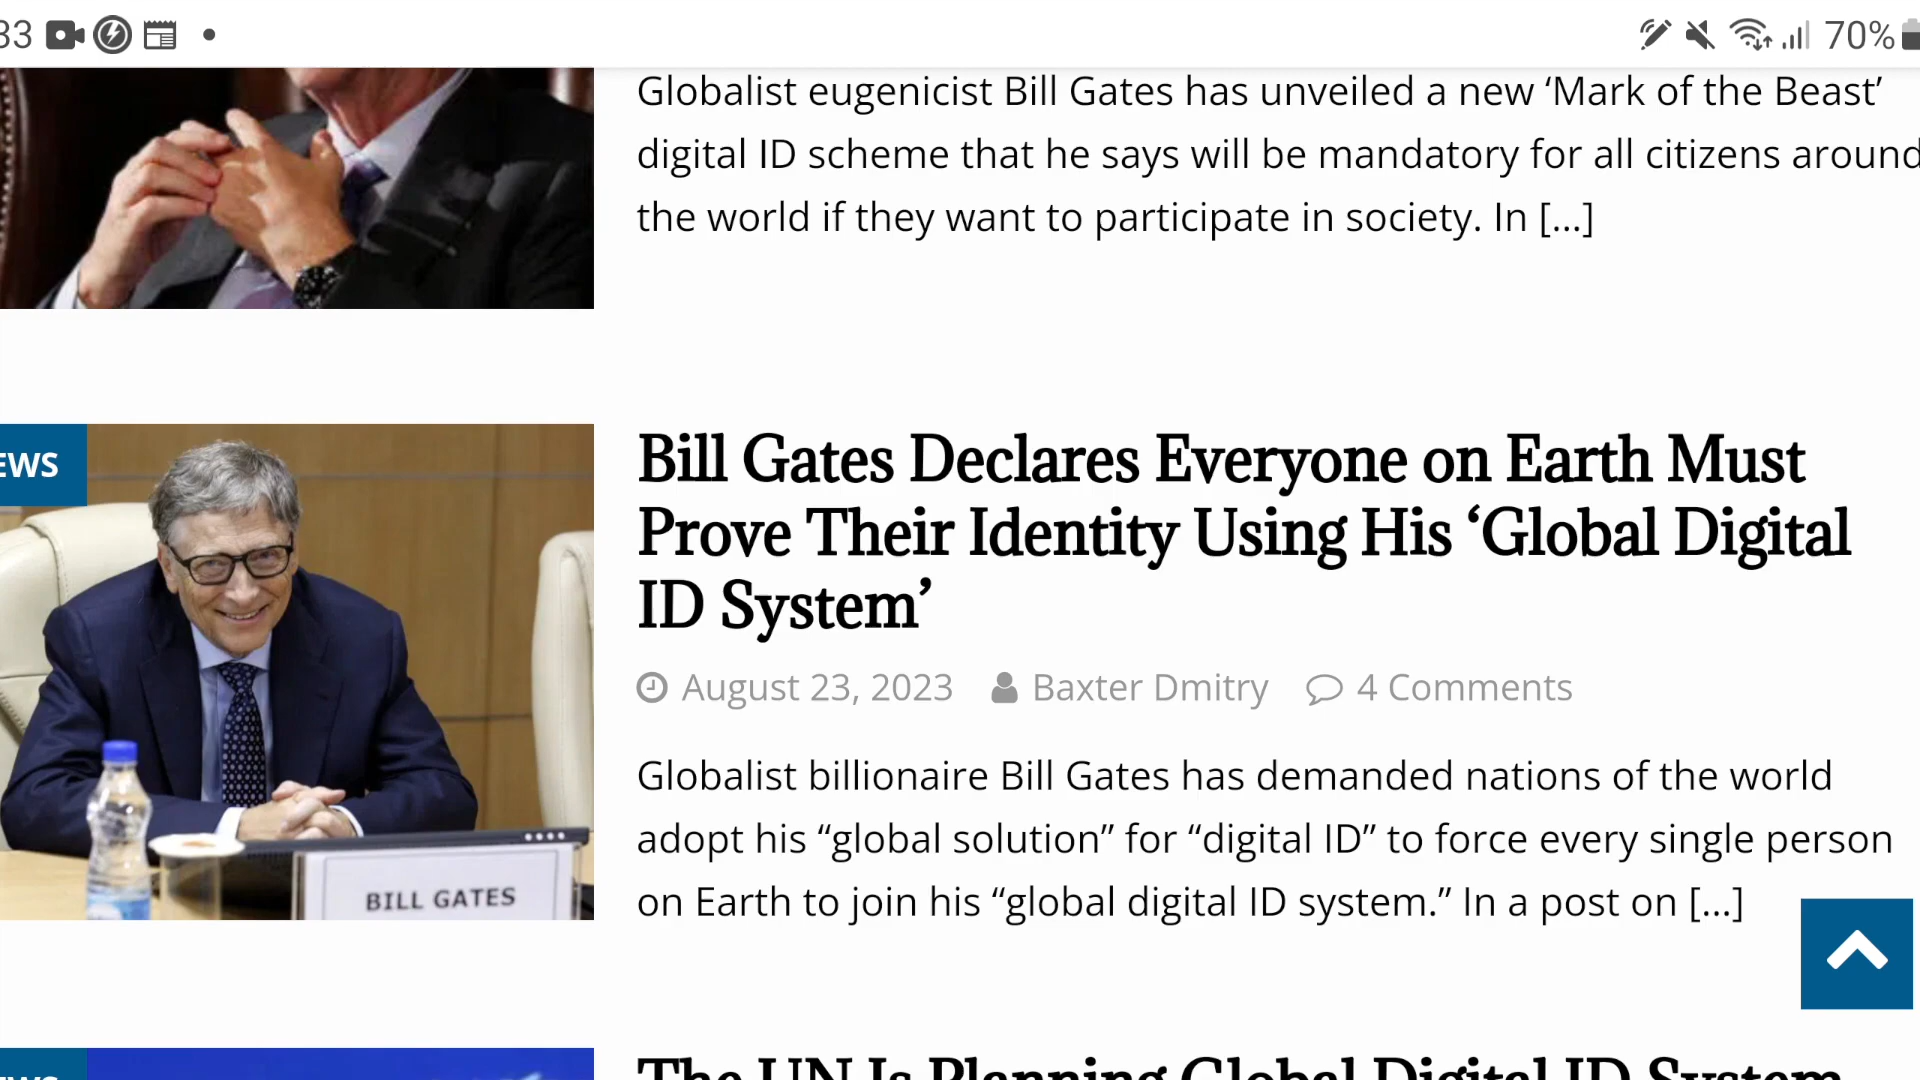 33
70%
Globalist eugenicist Bill Gates has unveiled a new ‘Mark of the Beast’
digital ID scheme that he says will be mandatory for all citizens around
the world if they want to participate in society. In [...]
EWS
Bill Gates Declares Everyone on Earth Must
Prove Their Identity Using His ‘Global Digital
ID System’
August 23, 2023 Baxter Dmitry 4 Comments
Globalist billionaire Bill Gates has demanded nations of the world
adopt his “global solution” for “digital ID” to force every single person
on Earth to join his “global digital ID system.” In a post on [...]
BILL GATES
EWS
The UN Is Planning Global Digital ID System